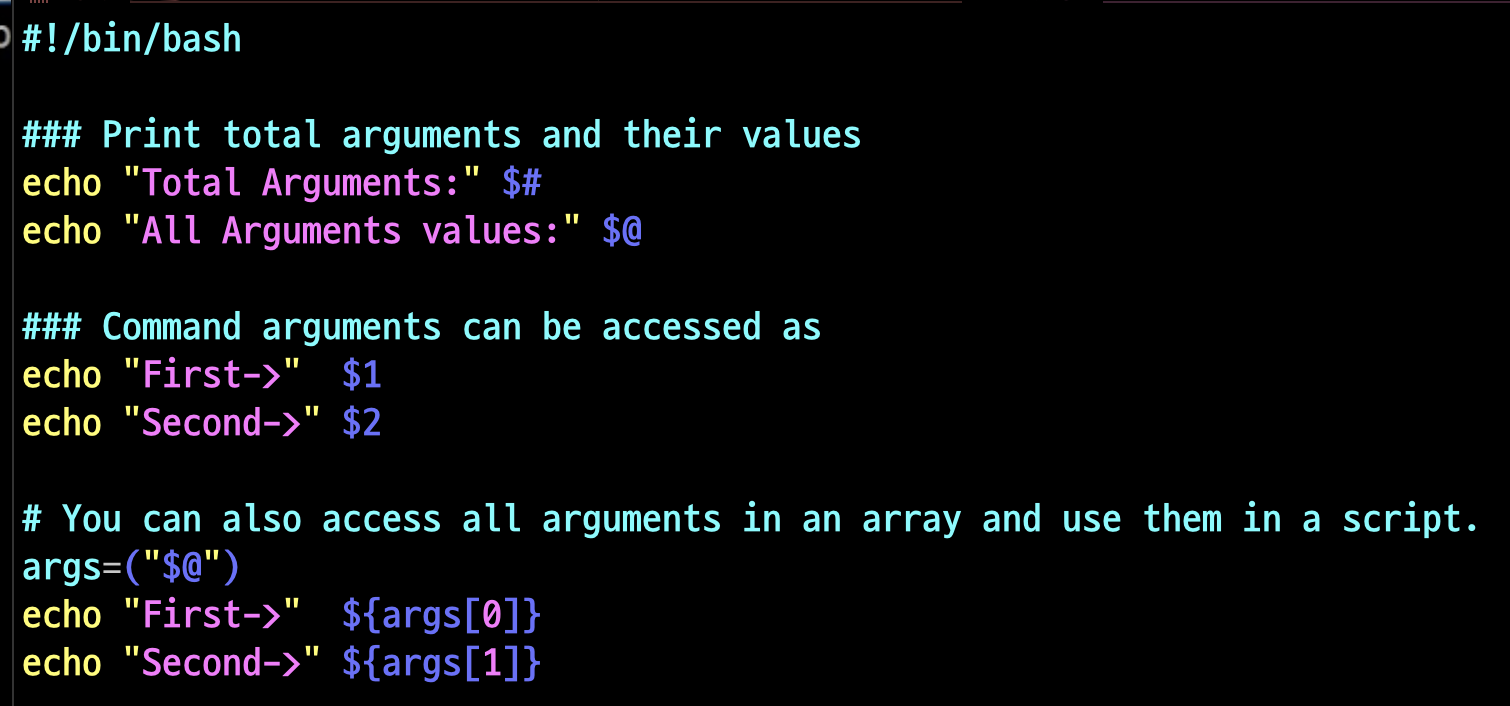 #!/bin/bash
### Print total arguments and their values
echo "Total Arguments:" $#
echo "All Arguments values:" $@
### Command arguments can be accessed as
echo "First->"  $1
echo "Second->" $2
# You can also access all arguments in an array and use them in a script.
args=("$@")
echo "First->"  ${args[0]}
echo "Second->" ${args[1]}